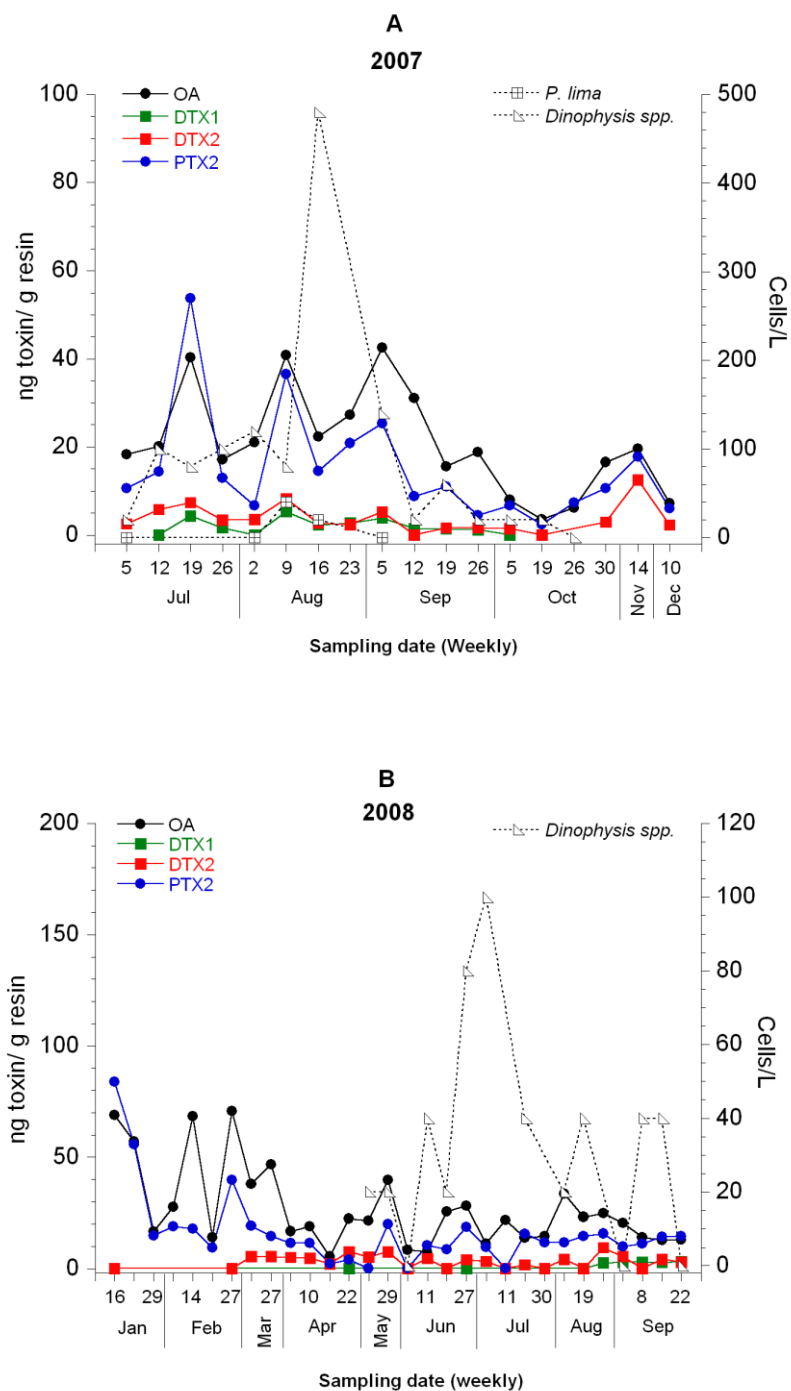 A
2007
OA
DTX1
DTX2
PTX2
P. lima
Dinophysis spp.
100
80
60
40
20
0
ng toxin/ g resin
500
400
300
200
100
0
Cells/L
5 12 19 26 2 9 16 23 5 12 19 26 5 19 26 30 14 10
Jul Aug Sep Oct Nov Dec
Sampling date (Weekly)
B
2008
OA
DTX1
DTX2
PTX2
Dinophysis spp.
200
150
100
50
0
ng toxin/ g resin
120
100
80
60
40
20
0
Cells/L
16 29 14 27 27 10 22 29 11 27 11 30 19 8 22
Jan Feb Mar Apr May Jun Jul Aug Sep
Sampling date (weekly)